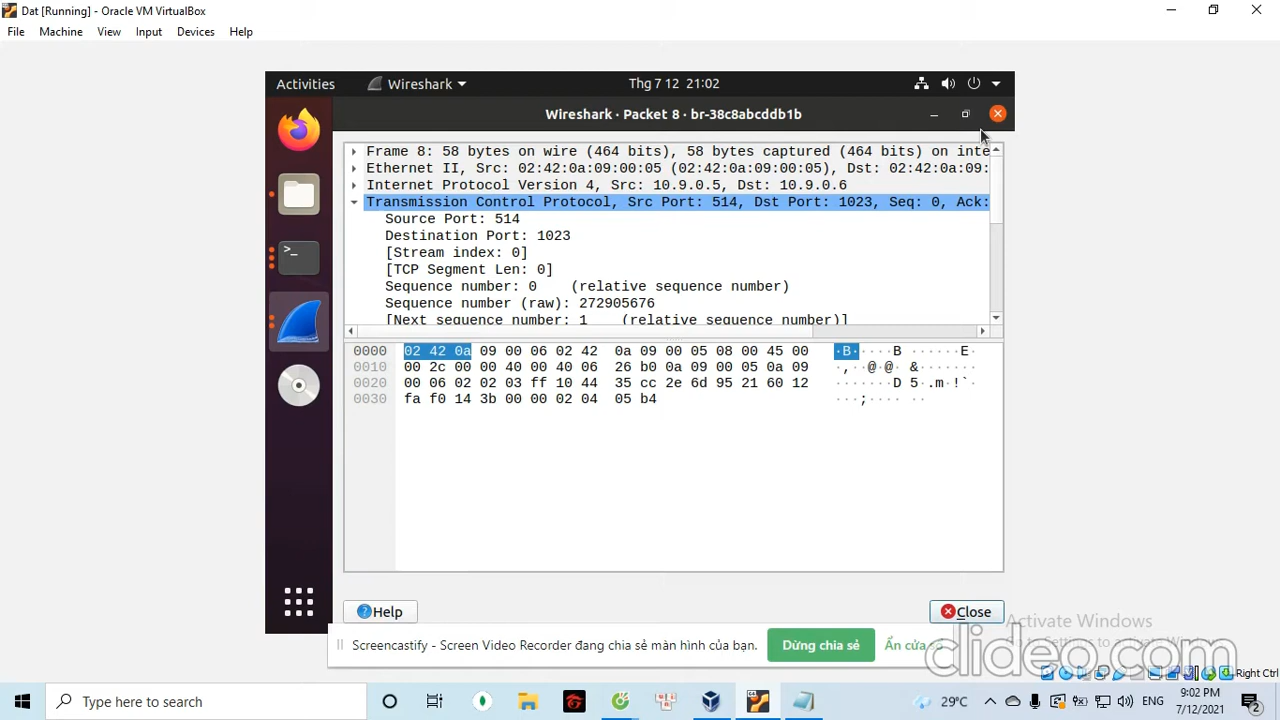 Dat [Running] - Oracle VM VirtualBox
File Machine View Input Devices Help
Activities Wireshark Thg 7 12 21:02
Wireshark · Packet 8 · br-38c8abcddb1b
Frame 8: 58 bytes on wire (464 bits), 58 bytes captured (464 bits) on inte
Ethernet II, Src: 02:42:0a:09:00:05 (02:42:0a:09:00:05), Dst: 02:42:0a:09:
Internet Protocol Version 4, Src: 10.9.0.5, Dst: 10.9.0.6
Transmission Control Protocol, Src Port: 514, Dst Port: 1023, Seq: 0, Ack:
Source Port: 514
Destination Port: 1023
[Stream index: 0]
[TCP Segment Len: 0]
Sequence number: 0 (relative sequence number)
Sequence number (raw): 272905676
[Next sequence number: 1 (relative sequence number)]
0000 02 42 0a 09 00 06 02 42 0a 09 00 05 08 00 45 00 ·B····B ······E·
0010 00 2c 00 00 40 00 40 06 26 b0 0a 09 00 05 0a 09 ·,··@·@· &·······
0020 00 06 02 02 03 ff 10 44 35 cc 2e 6d 95 21 60 12 ·······D 5·.m·!`·
0030 fa f0 14 3b 00 00 02 04 05 b4 ···;···· ··
Help Close
Activate Windows
Go to Settings to activate Windows.
Screencastify - Screen Video Recorder đang chia sẻ màn hình của bạn. Dừng chia sẻ Ẩn cửa sổ
clideo.com
Right Ctrl
Type here to search 29°C ENG 9:02 PM
7/12/2021 2